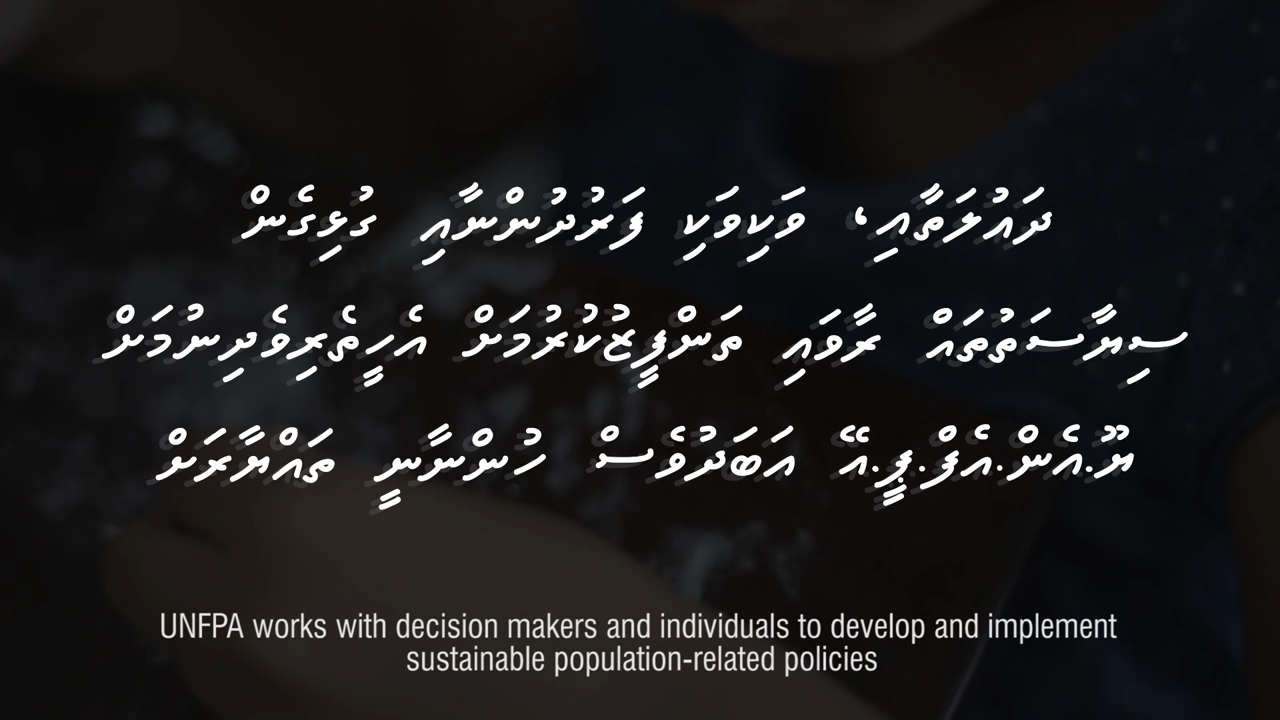 ދައުލަތާއި، ވަކިވަކި ފަރުދުންނާއި ގުޅިގެން
ސިޔާސަތުތައް ރާވައި ތަންފީޒުކުރުމަށް އެހީތެރިވެދިނުމަށް
ޔޫ.އެން.އެފް.ޕީ.އޭ އަބަދުވެސް ހުންނާނީ ތައްޔާރަށް
UNFPA works with decision makers and individuals to develop and implement
sustainable population-related policies